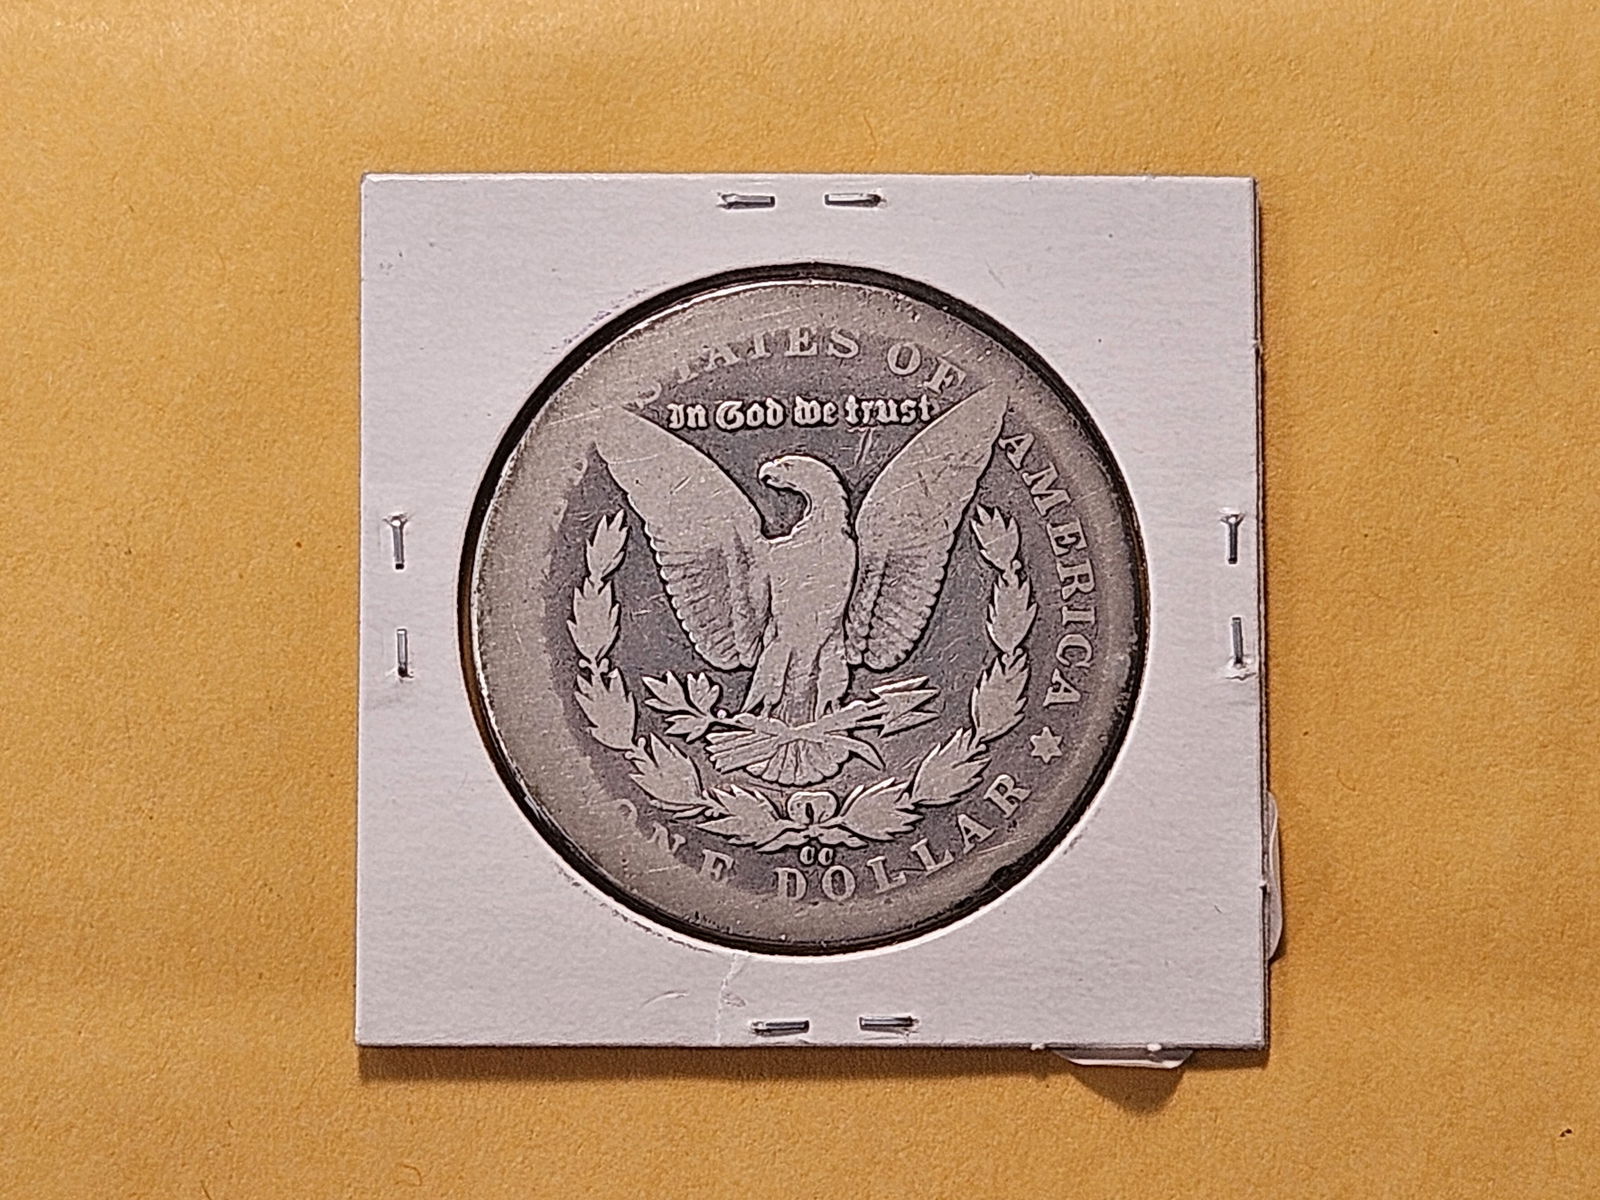 STATES OF AMERICA
In God we trust
CC
ONE DOLLAR